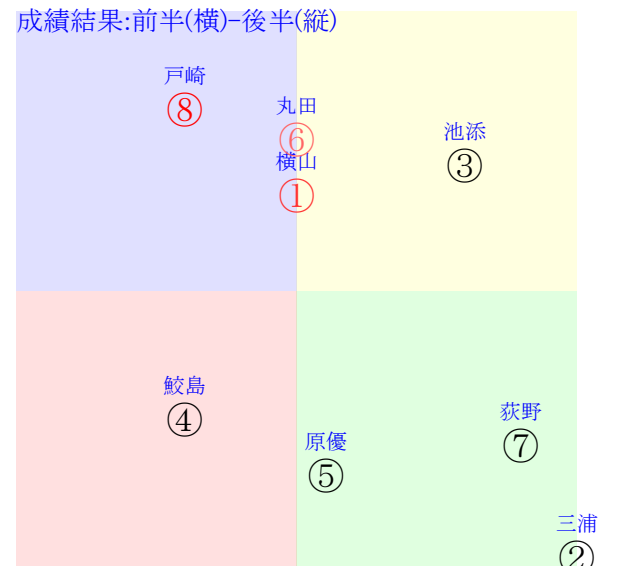 成績結果:前半(横)−後半(縦)
戸崎
⑧
丸田
⑥
池添
③
横山
①
鮫島
④
荻野
⑦
原優
⑤
三浦
②